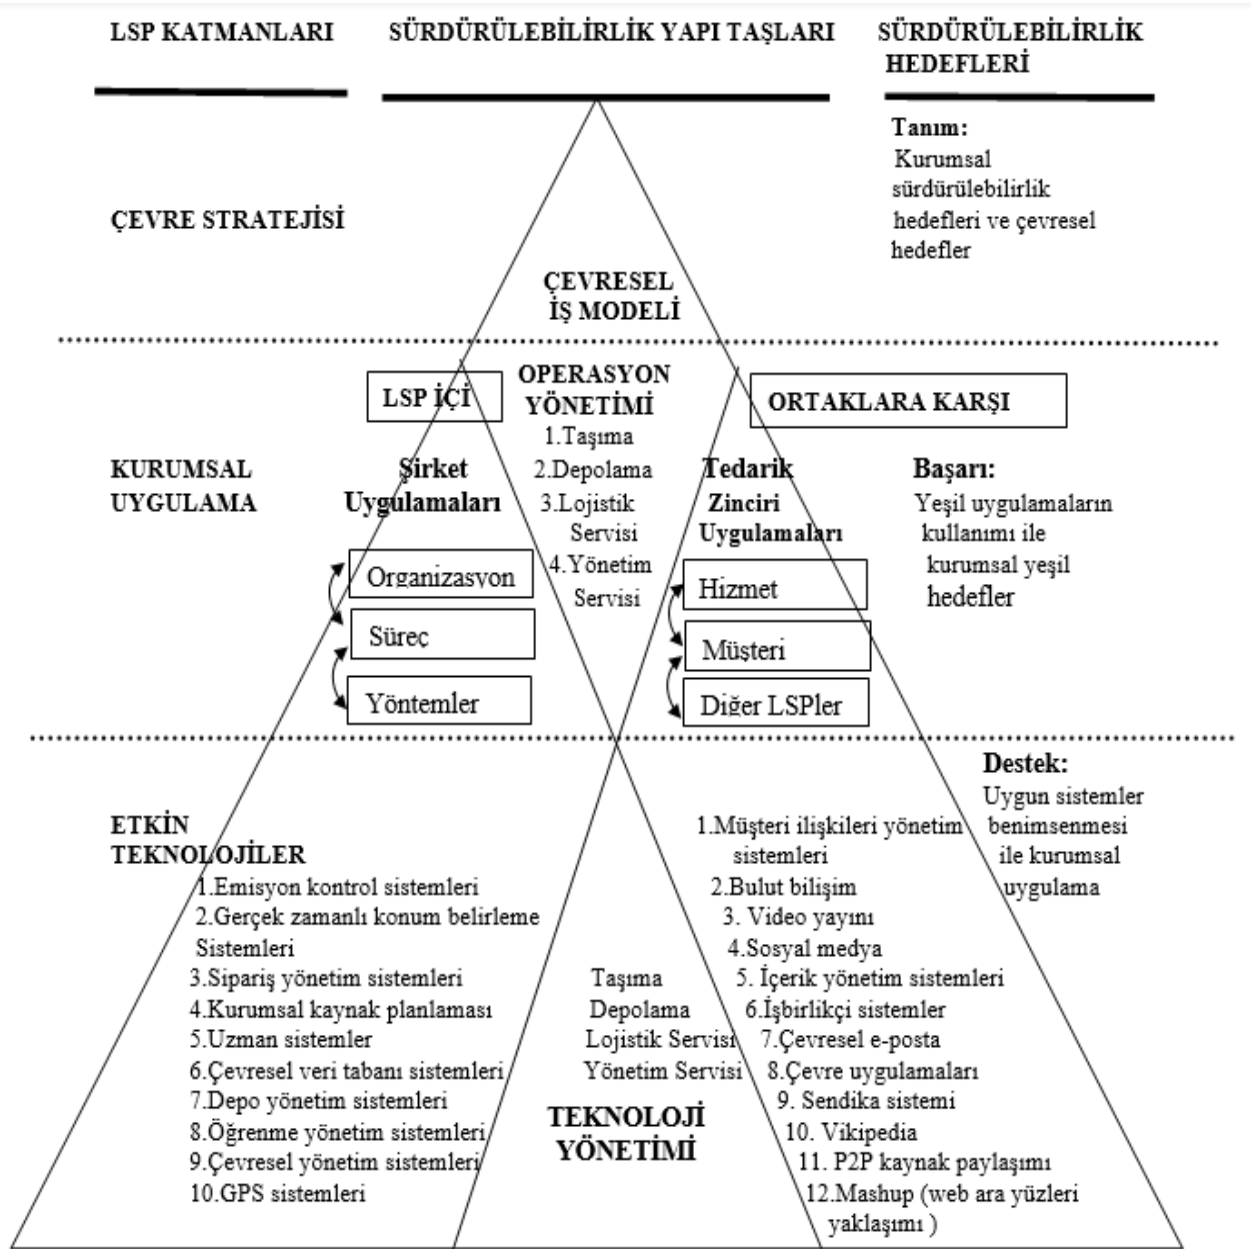 LSP KATMANLARI
SÜRDÜRÜLEBİLİRLİK YAPI TAŞLARI
SÜRDÜRÜLEBİLİRLİK
HEDEFLERİ
ÇEVRE STRATEJİSİ
ÇEVRESEL
İŞ MODELİ
Tanım:
Kurumsal
sürdürülebilirlik
hedefleri ve çevresel
hedefler
KURUMSAL
UYGULAMA
LSP İÇİ
Şirket
Uygulamaları
Organizasyon
Süreç
Yöntemler
OPERASYON
YÖNETİMİ
1.Taşıma
2.Depolama
3.Lojistik
Servisi
4.Yönetim
Servisi
ORTAKLARA KARŞI
Tedarik
Zinciri
Uygulamaları
Hizmet
Müşteri
Diğer LSPler
Başarı:
Yeşil uygulamaların
kullanımı ile
kurumsal yeşil
hedefler
ETKİN
TEKNOLOJİLER
1.Emisyon kontrol sistemleri
2.Gerçek zamanlı konum belirleme
Sistemleri
3.Sipariş yönetim sistemleri
4.Kurumsal kaynak planlaması
5.Uzman sistemler
6.Çevresel veri tabanı sistemleri
7.Depo yönetim sistemleri
8.Öğrenme yönetim sistemleri
9.Çevresel yönetim sistemleri
10.GPS sistemleri
Taşıma
Depolama
Lojistik Servisi
Yönetim Servisi
TEKNOLOJİ
YÖNETİMİ
1.Müşteri ilişkileri yönetim
sistemleri
2.Bulut bilişim
3. Video yayını
4.Sosyal medya
5. İçerik yönetim sistemleri
6.İşbirlikçi sistemler
7.Çevresel e-posta
8.Çevre uygulamaları
9. Sendika sistemi
10. Vikipedia
11. P2P kaynak paylaşımı
12.Mashup (web ara yüzleri
yaklaşımı )
Destek:
Uygun sistemler
benimsenmesi
ile kurumsal
uygulama